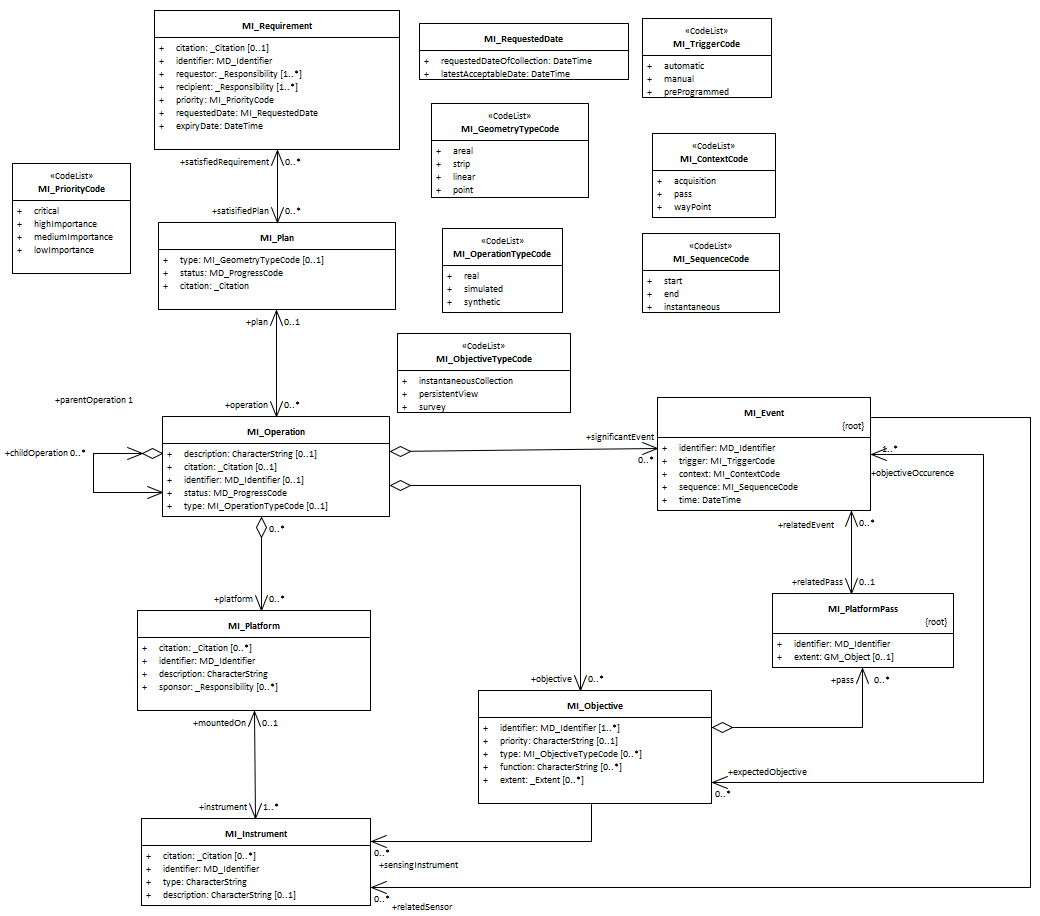 MI_Requirement
+ citation: _Citation [0..1]
+ identifier: MD_Identifier
+ requestor: _Responsibility [1..*]
+ recipient: _Responsibility [1..*]
+ priority: MI_PriorityCode
+ requestedDate: MI_RequestedDate
+ expiryDate: DateTime
MI_RequestedDate
+ requestedDateOfCollection: DateTime
+ latestAcceptableDate: DateTime
«CodeList»
MI_TriggerCode
+ automatic
+ manual
+ preProgrammed
«CodeList»
MI_GeometryTypeCode
+ areal
+ strip
+ linear
+ point
«CodeList»
MI_ContextCode
+ acquisition
+ pass
+ wayPoint
+satisfiedRequirement 0..*
«CodeList»
MI_PriorityCode
+ critical
+ highImportance
+ mediumImportance
+ lowImportance
+satisifiedPlan 0..*
MI_Plan
+ type: MI_GeometryTypeCode [0..1]
+ status: MD_ProgressCode
+ citation: _Citation
«CodeList»
MI_OperationTypeCode
+ real
+ simulated
+ synthetic
«CodeList»
MI_SequenceCode
+ start
+ end
+ instantaneous
+plan 0..1
«CodeList»
MI_ObjectiveTypeCode
+ instantaneousCollection
+ persistentView
+ survey
+parentOperation 1
+operation 0..*
+childOperation 0..*
MI_Operation
+ description: CharacterString [0..1]
+ citation: _Citation [0..1]
+ identifier: MD_Identifier [0..1]
+ status: MD_ProgressCode
+ type: MI_OperationTypeCode [0..1]
+significantEvent
0..*
MI_Event
{root}
+ identifier: MD_Identifier
+ trigger: MI_TriggerCode
+ context: MI_ContextCode
+ sequence: MI_SequenceCode
+ time: DateTime
1..*
+objectiveOccurence
0..*
+relatedEvent 0..*
+relatedPass 0..1
MI_PlatformPass
{root}
+ identifier: MD_Identifier
+ extent: GM_Object [0..1]
+pass 0..*
+platform 0..*
MI_Platform
+ citation: _Citation [0..*]
+ identifier: MD_Identifier
+ description: CharacterString
+ sponsor: _Responsibility [0..*]
+objective 0..*
MI_Objective
+ identifier: MD_Identifier [1..*]
+ priority: CharacterString [0..1]
+ type: MI_ObjectiveTypeCode [0..*]
+ function: CharacterString [0..*]
+ extent: _Extent [0..*]
+expectedObjective
0..*
+mountedOn 0..1
+instrument 1..*
MI_Instrument
+ citation: _Citation [0..*]
+ identifier: MD_Identifier
+ type: CharacterString
+ description: CharacterString [0..1]
0..*
+sensingInstrument
0..*
+relatedSensor